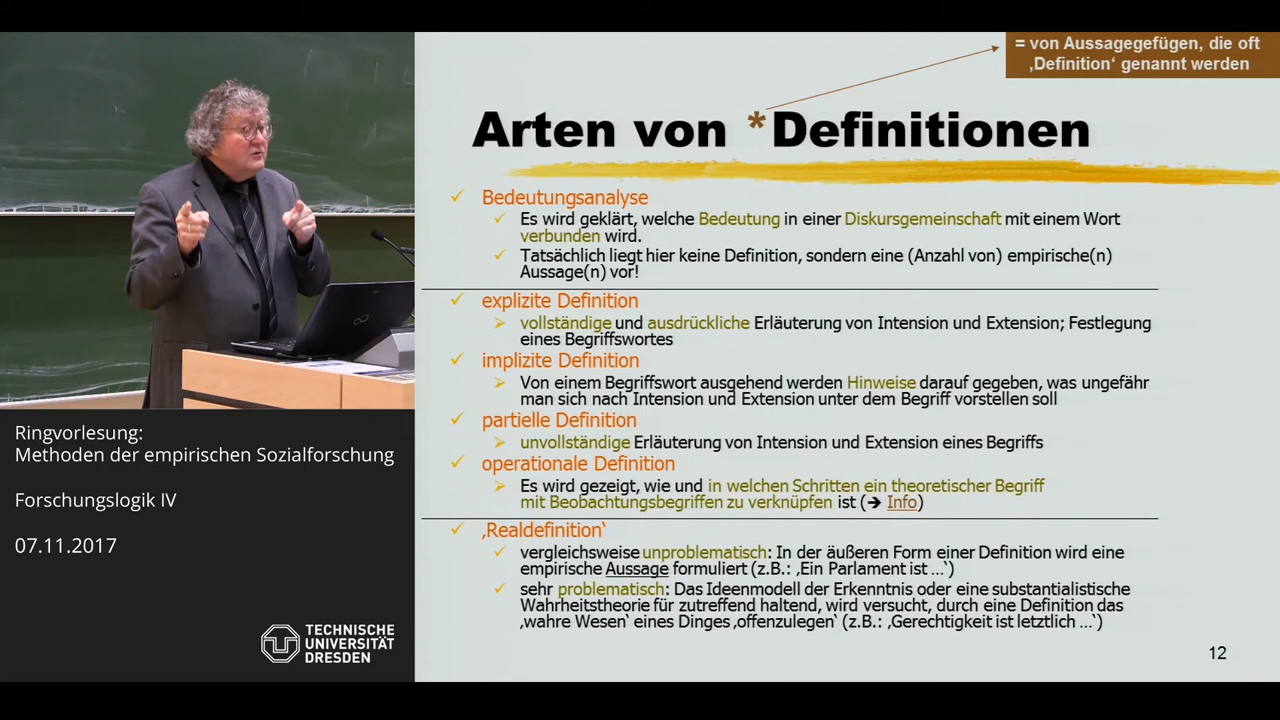 = von Aussagegefügen, die oft
‚Definition‘ genannt werden
Arten von *Definitionen
Bedeutungsanalyse
Es wird geklärt, welche Bedeutung in einer Diskursgemeinschaft mit einem Wort
verbunden wird.
Tatsächlich liegt hier keine Definition, sondern eine (Anzahl von) empirische(n)
Aussage(n) vor!
explizite Definition
vollständige und ausdrückliche Erläuterung von Intension und Extension; Festlegung
eines Begriffswortes
implizite Definition
Von einem Begriffswort ausgehend werden Hinweise darauf gegeben, was ungefähr
man sich nach Intension und Extension unter dem Begriff vorstellen soll
partielle Definition
unvollständige Erläuterung von Intension und Extension eines Begriffs
operationale Definition
Es wird gezeigt, wie und in welchen Schritten ein theoretischer Begriff
mit Beobachtungsbegriffen zu verknüpfen ist (➔ Info)
‚Realdefinition‘
vergleichsweise unproblematisch: In der äußeren Form einer Definition wird eine
empirische Aussage formuliert (z.B.: ‚Ein Parlament ist ...‘)
sehr problematisch: Das Ideenmodell der Erkenntnis oder eine substantialistische
Wahrheitstheorie für zutreffend haltend, wird versucht, durch eine Definition das
‚wahre Wesen‘ eines Dinges ‚offenzulegen‘ (z.B.: ‚Gerechtigkeit ist letztlich ...‘)
12
Ringvorlesung:
Methoden der empirischen Sozialforschung
Forschungslogik IV
07.11.2017
TECHNISCHE
UNIVERSITÄT
DRESDEN